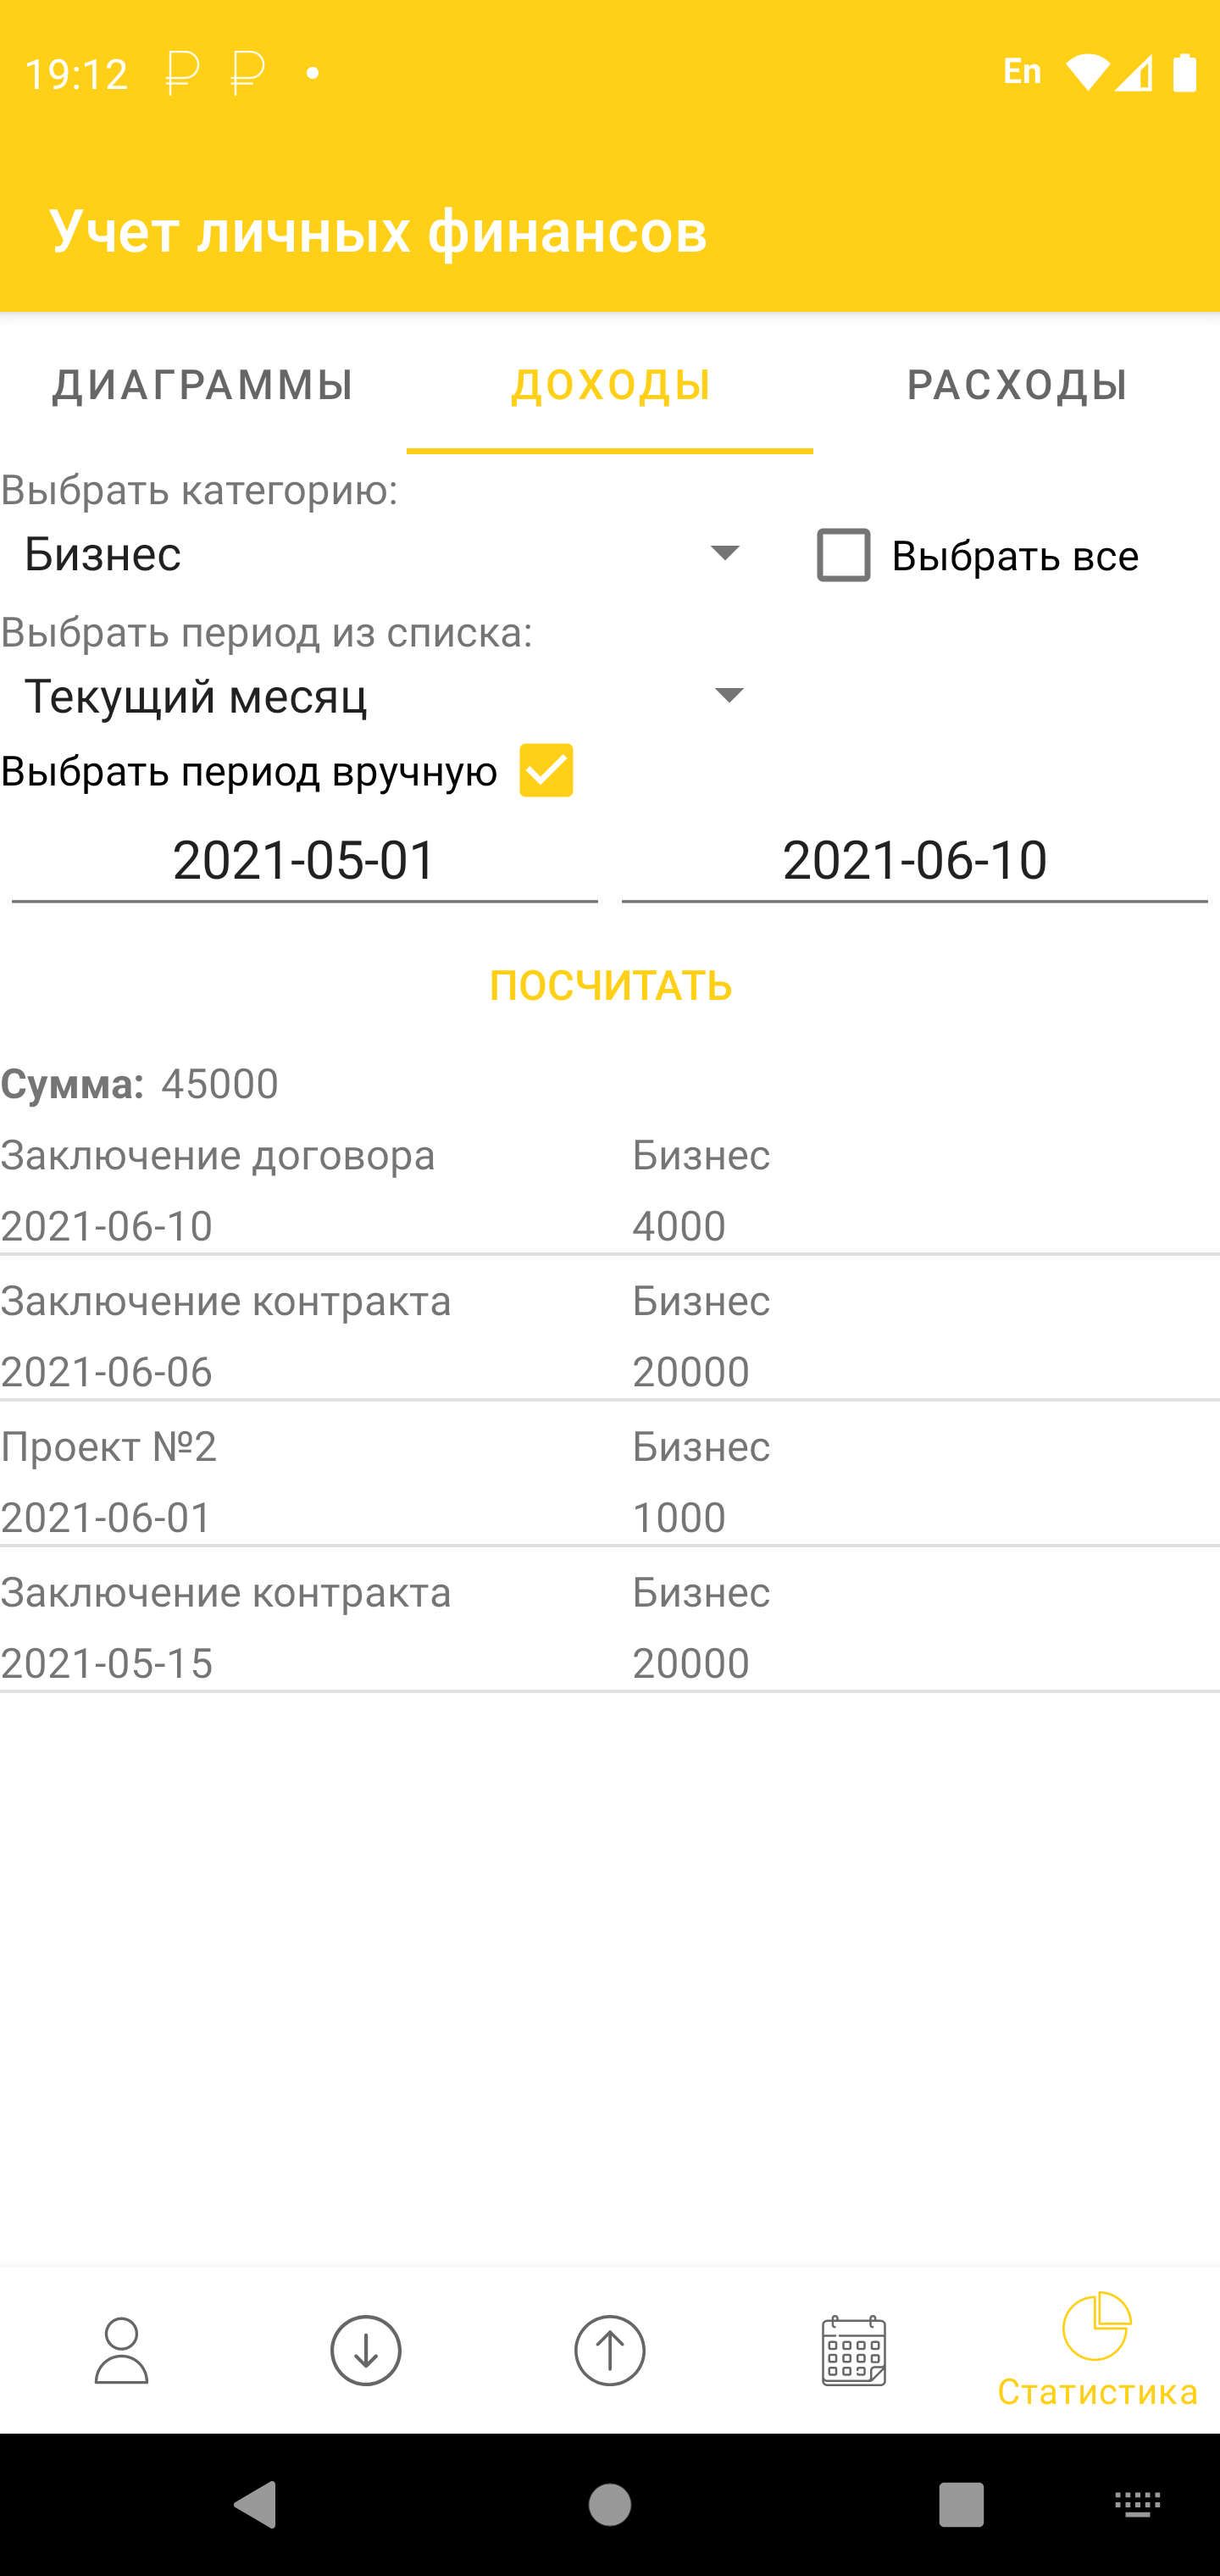 19:12 ₽ ₽ • En
Учет личных финансов
ДИАГРАММЫ ДОХОДЫ РАСХОДЫ
Выбрать категорию:
Бизнес Выбрать все
Выбрать период из списка:
Текущий месяц
Выбрать период вручную
2021-05-01 2021-06-10
ПОСЧИТАТЬ
Сумма: 45000
Заключение договора Бизнес
2021-06-10 4000
Заключение контракта Бизнес
2021-06-06 20000
Проект №2 Бизнес
2021-06-01 1000
Заключение контракта Бизнес
2021-05-15 20000
Статистика